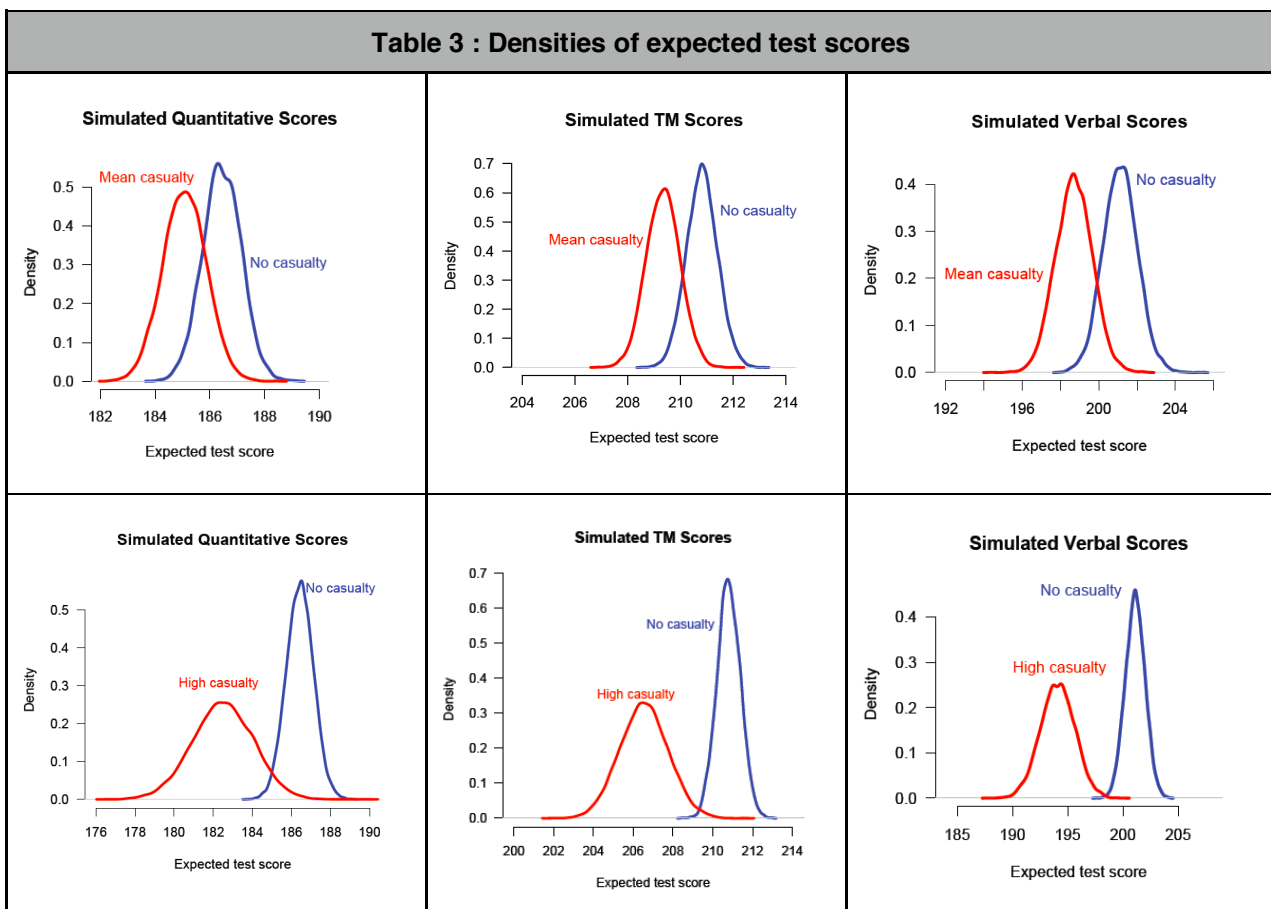 Table 3 : Densities of expected test scores
Simulated Quantitative Scores
Mean casualty
No casualty
Density
0.5
0.4
0.3
0.2
0.1
0.0
182 184 186 188 190
Expected test score
Simulated TM Scores
Mean casualty
No casualty
Density
0.7
0.6
0.5
0.4
0.3
0.2
0.1
0.0
204 206 208 210 212 214
Expected test score
Simulated Verbal Scores
No casualty
Mean casualty
Density
0.4
0.3
0.2
0.1
0.0
192 196 200 204
Expected test score
Simulated Quantitative Scores
No casualty
High casualty
Density
0.5
0.4
0.3
0.2
0.1
0.0
176 178 180 182 184 186 188 190
Expected test score
Simulated TM Scores
No casualty
High casualty
Density
0.7
0.6
0.5
0.4
0.3
0.2
0.1
0.0
200 202 204 206 208 210 212 214
Expected test score
Simulated Verbal Scores
No casualty
High casualty
Density
0.4
0.3
0.2
0.1
0.0
185 190 195 200 205
Expected test score